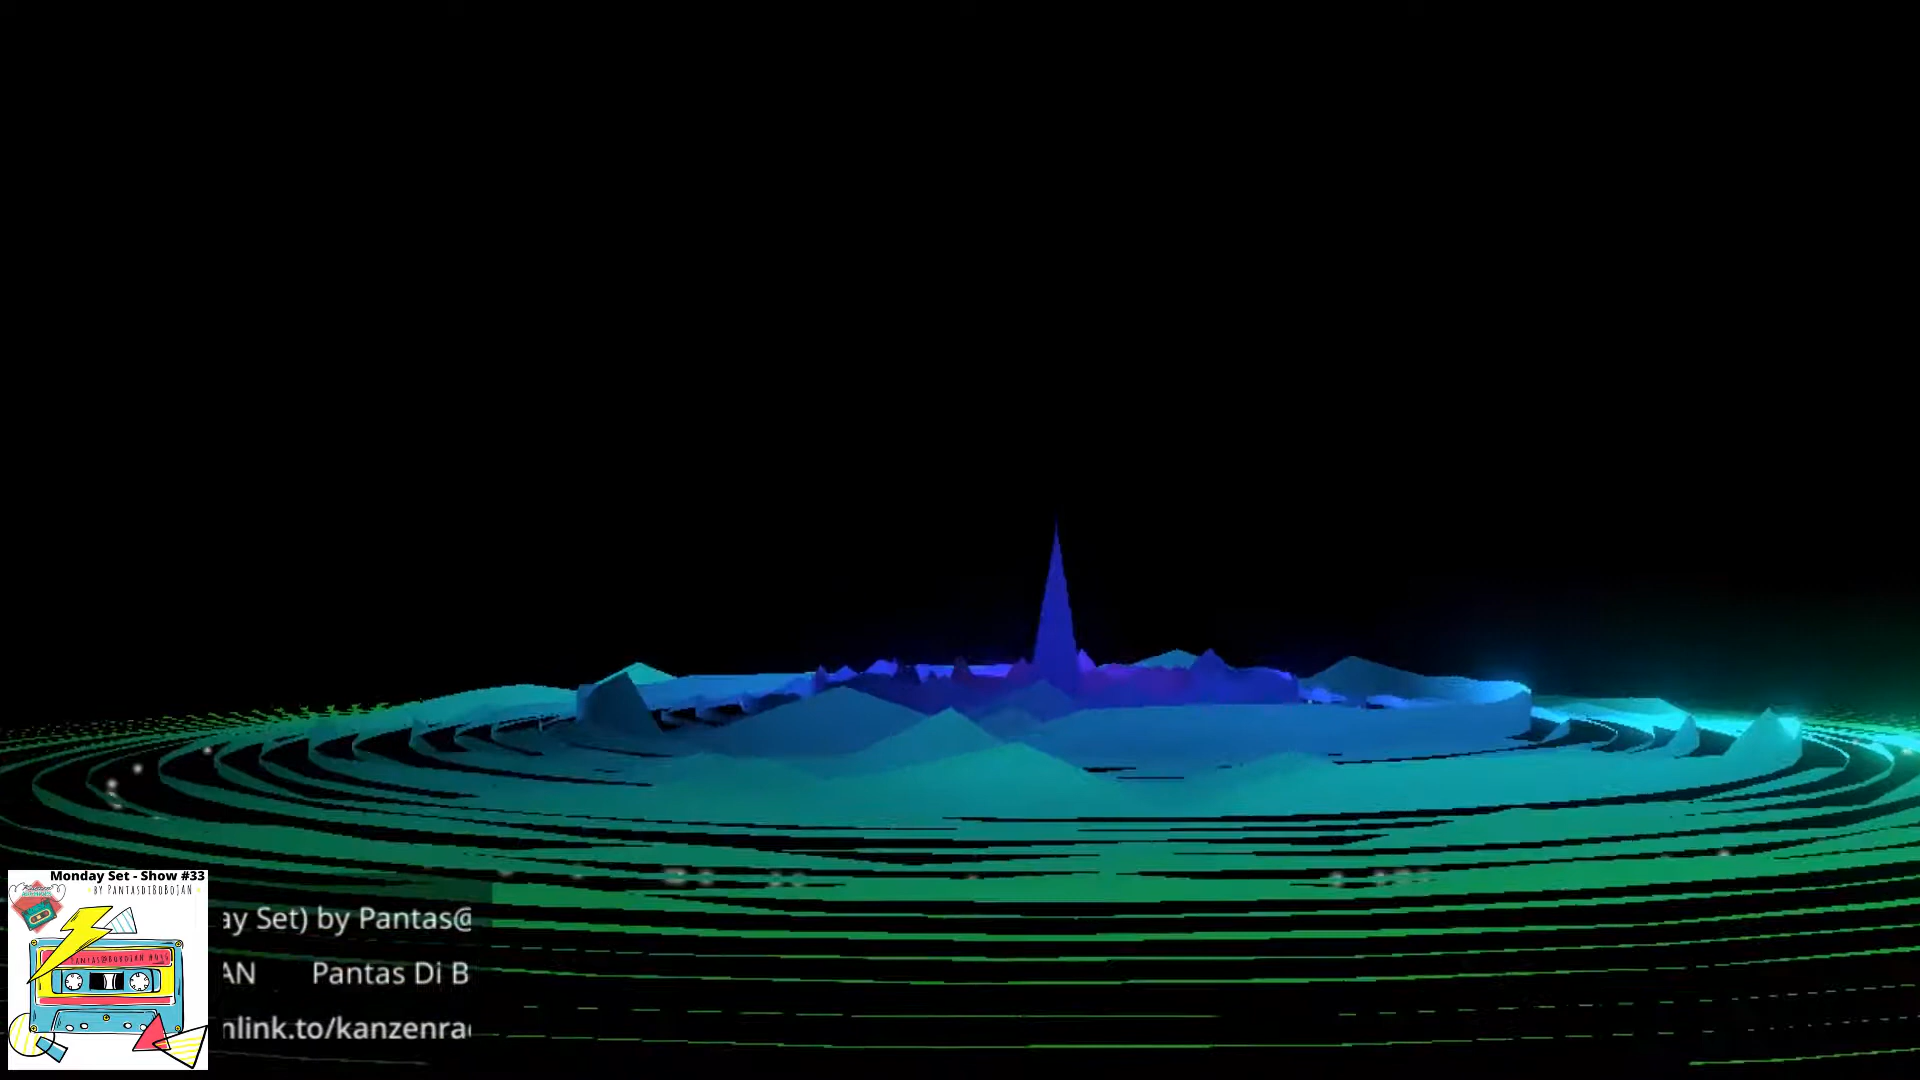 Monday Set - Show #33
BY PANTASDIBOBOJAN
ay Set) by Pantas@
AN Pantas Di B
nlink.to/kanzenra